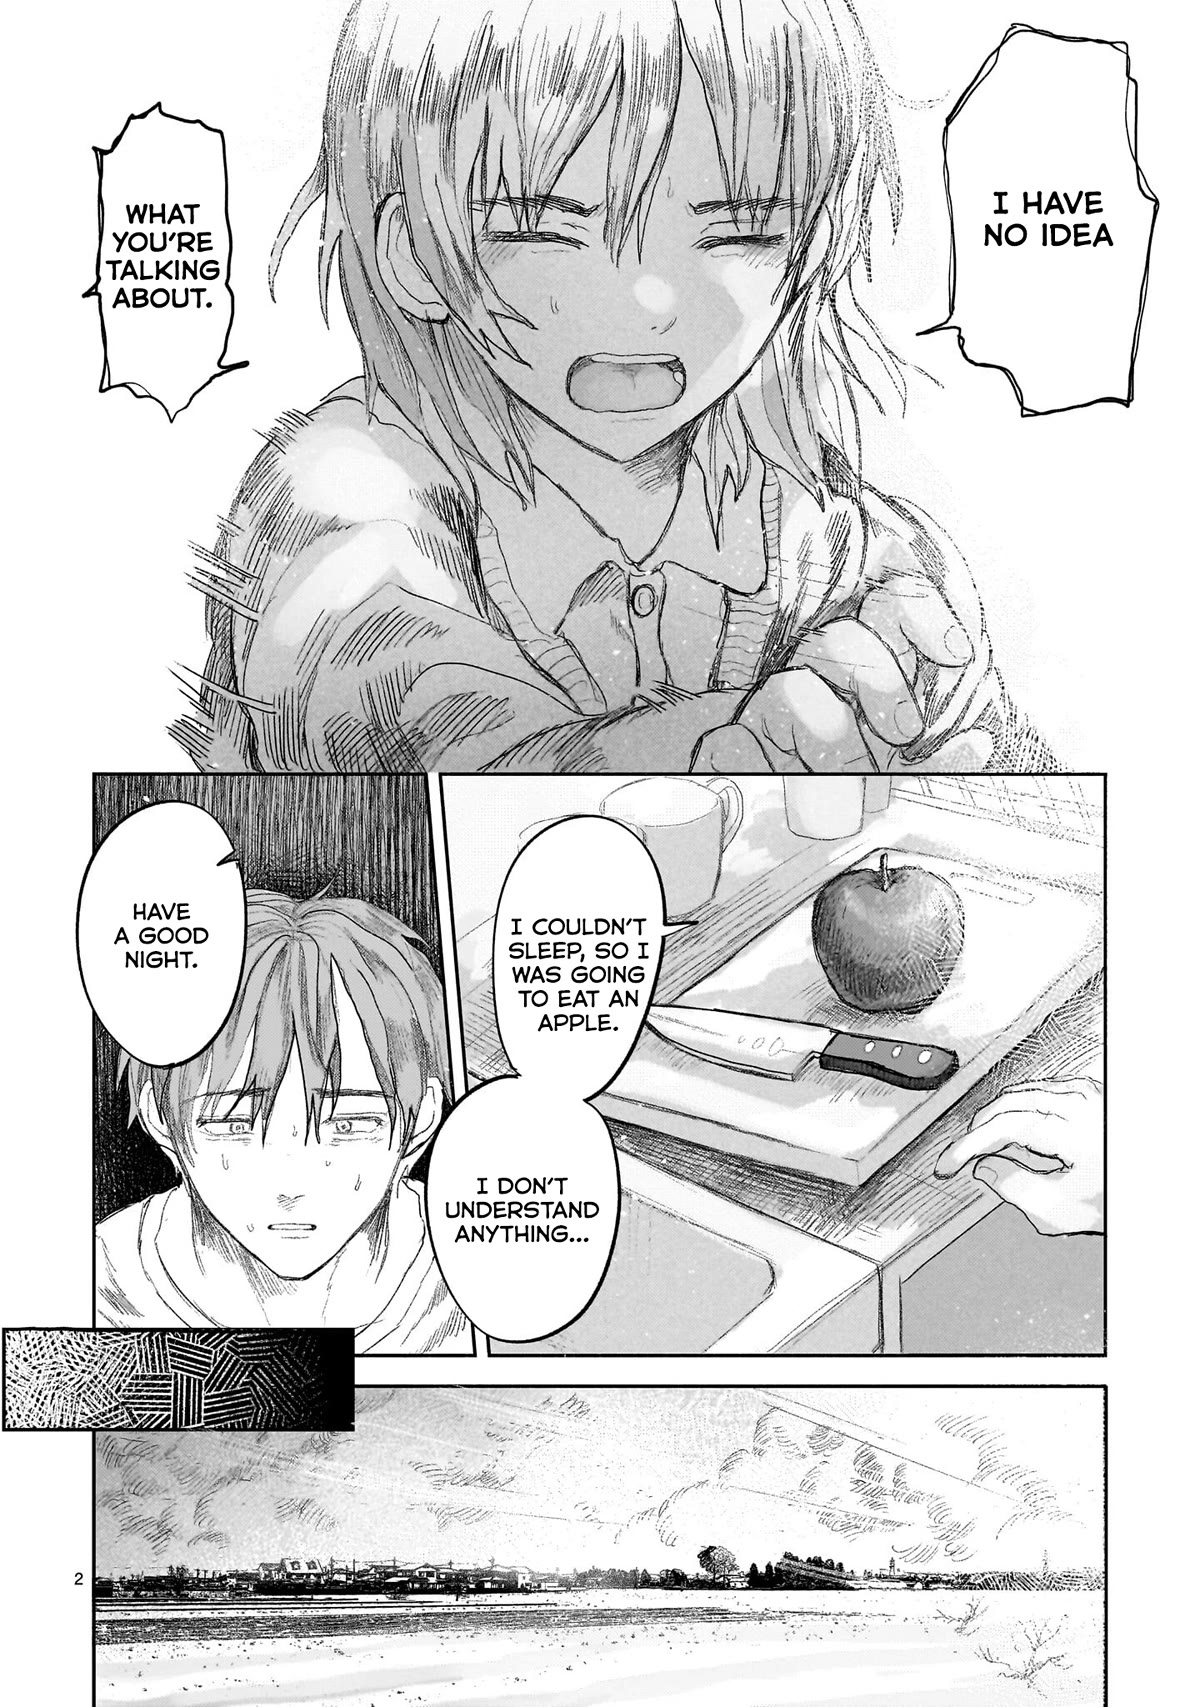 I HAVE
NO IDEA
WHAT
YOU'RE
TALKING
ABOUT.
I COULDN'T
SLEEP, SO I
WAS GOING
TO EAT AN
APPLE.
I DON'T
UNDERSTAND
ANYTHING...
HAVE
A GOOD
NIGHT.
2